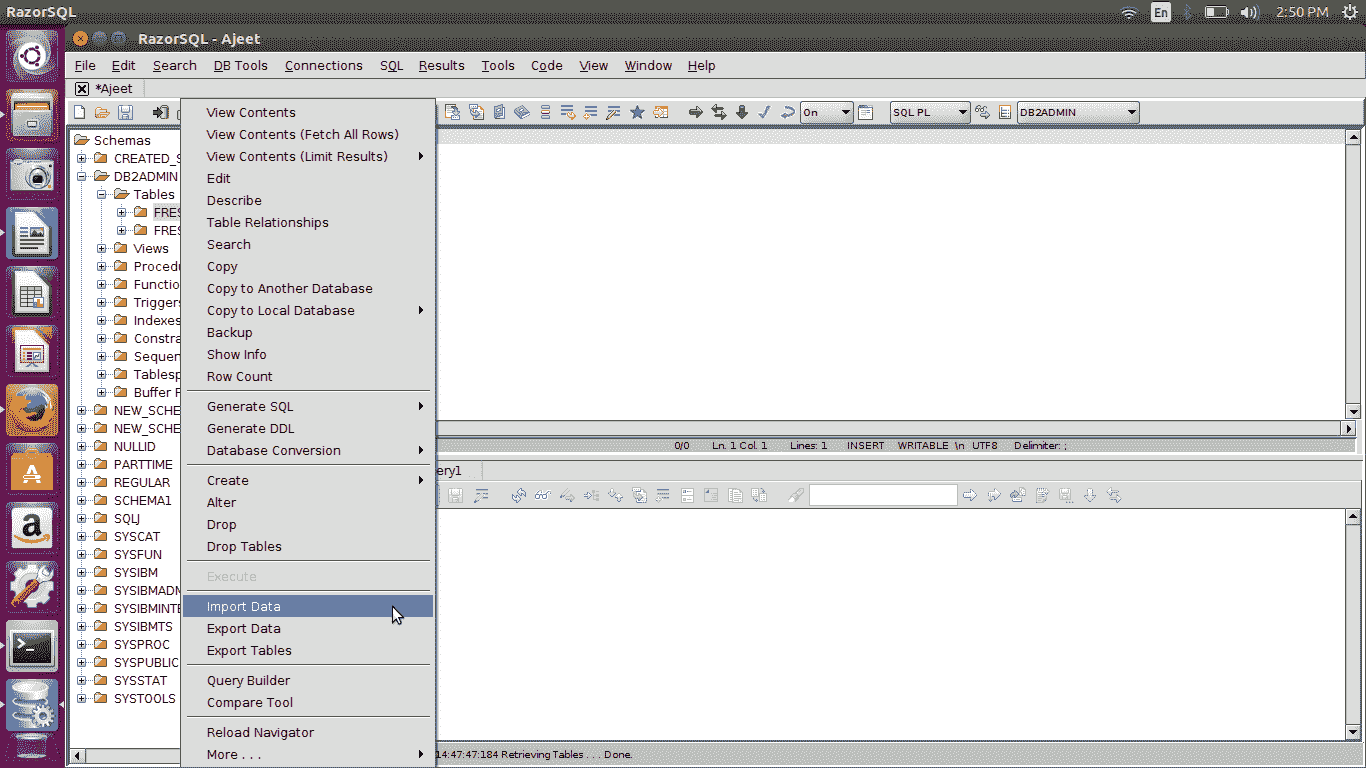 RazorSQL
En
2:50 PM
RazorSQL - Ajeet
File Edit Search DB Tools Connections SQL Results Tools Code View Window Help
*Ajeet
On
SQL PL
DB2ADMIN
Schemas
CREATED_S
DB2ADMIN
Tables
FRES
FRES
Views
Procedu
Function
Triggers
Indexes
Constra
Sequen
Tablesp
Buffer P
NEW_SCHE
NEW_SCHE
NULLID
PARTTIME
REGULAR
SCHEMA1
SQLJ
SYSCAT
SYSFUN
SYSIBM
SYSIBMADM
SYSIBMINTE
SYSIBMTS
SYSPROC
SYSPUBLIC
SYSSTAT
SYSTOOLS
View Contents
View Contents (Fetch All Rows)
View Contents (Limit Results)
Edit
Describe
Table Relationships
Search
Copy
Copy to Another Database
Copy to Local Database
Backup
Show Info
Row Count
Generate SQL
Generate DDL
Database Conversion
Create
Alter
Drop
Drop Tables
Execute
Import Data
Export Data
Export Tables
Query Builder
Compare Tool
Reload Navigator
More . . .
0/0 Ln. 1 Col. 1 Lines: 1 INSERT WRITABLE \n UTF8 Delimiter: ;
ery1
14:47:47:184 Retrieving Tables . . . Done.